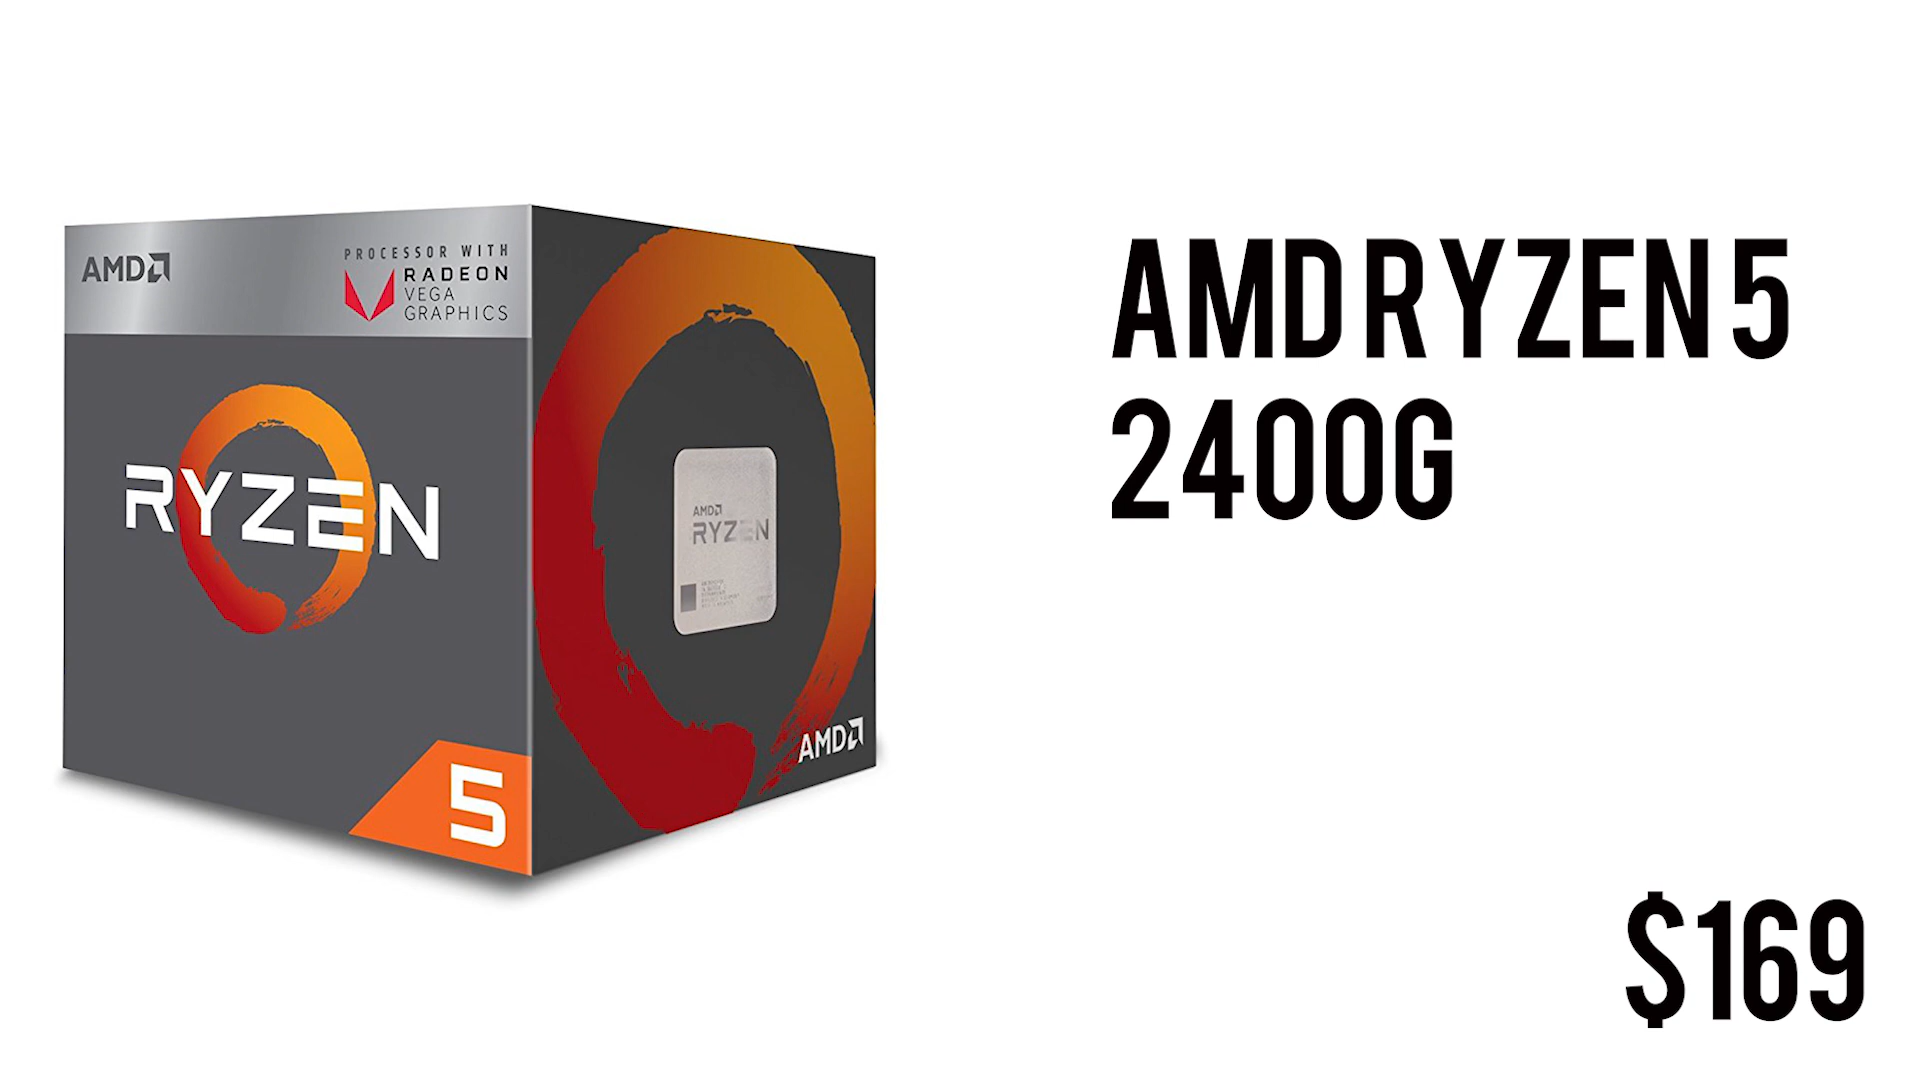 AMD
PROCESSOR WITH
RADEON
VEGA
GRAPHICS
RYZEN
5
AMD
RYZEN
AMD
AMD RYZEN 5
2400G
$169